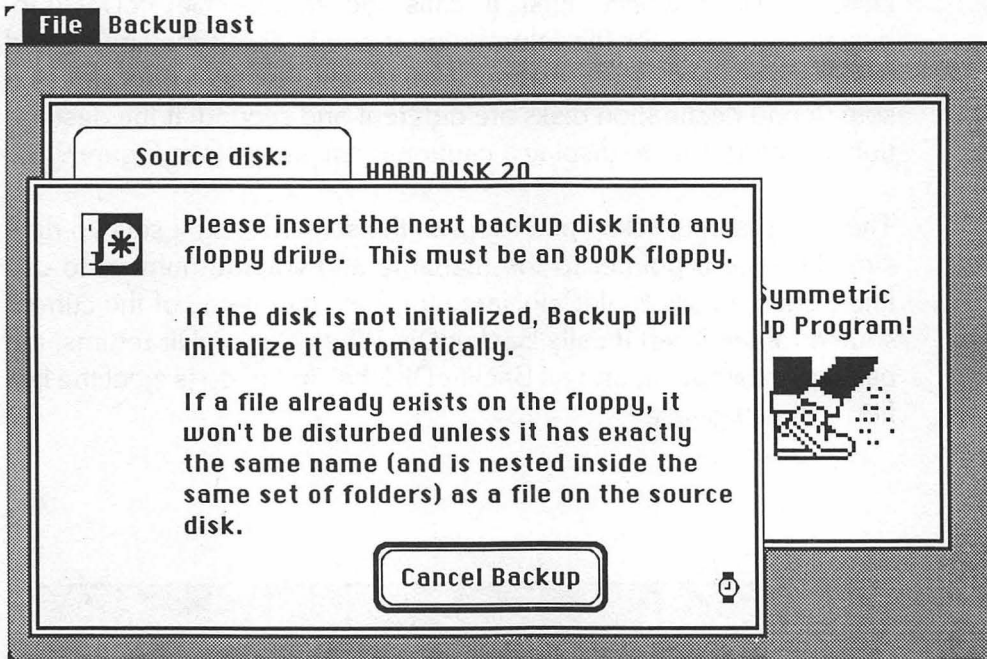 File Backup last
Source disk:
HARD DISK 20
Please insert the next backup disk into any
floppy drive. This must be an 800K floppy.
If the disk is not initialized, Backup will
initialize it automatically.
If a file already exists on the floppy, it
won't be disturbed unless it has exactly
the same name (and is nested inside the
same set of folders) as a file on the source
disk.
Symmetric
up Program!
Cancel Backup